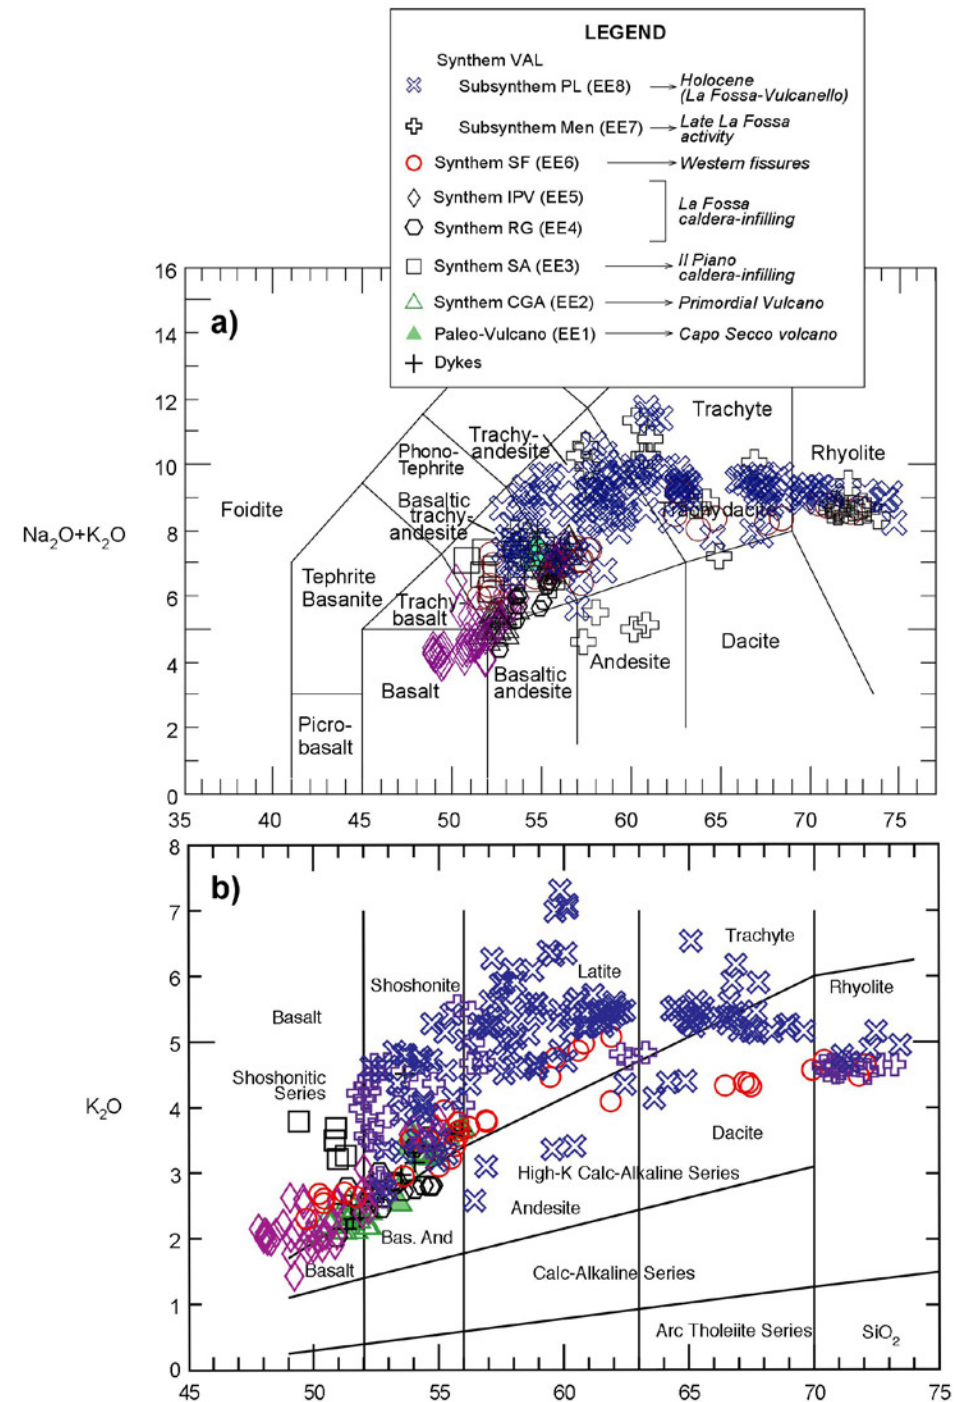 LEGEND
Synthem VAL
Subsynthem PL (EE8)
Holocene
(La Fossa-Vulcanello)
Subsynthem Men (EE7)
Late La Fossa
activity
Synthem SF (EE6)
Western fissures
Synthem IPV (EE5)
La Fossa
caldera-infilling
Synthem RG (EE4)
Synthem SA (EE3)
Il Piano
caldera-infilling
Synthem CGA (EE2)
Primordial Vulcano
Paleo-Vulcano (EE1)
Capo Secco volcano
Dykes
a)
16
14
12
10
8
6
4
2
0
Na2O+K2O
Trachyte
Trachy-
andesite
Phono-
Tephrite
Rhyolite
Foidite
Basaltic
trachy-
andesite
Trachydacite
Tephrite
Basanite
Trachy-
basalt
Dacite
Andesite
Basaltic
andesite
Basalt
Picro-
basalt
35 40 45 50 55 60 65 70 75
b)
8
7
6
5
4
3
2
1
0
K2O
Trachyte
Latite
Shoshonite
Rhyolite
Basalt
Shoshonitic
Series
Dacite
High-K Calc-Alkaline Series
Andesite
Bas. And
Basalt
Calc-Alkaline Series
Arc Tholeiite Series
SiO2
45 50 55 60 65 70 75